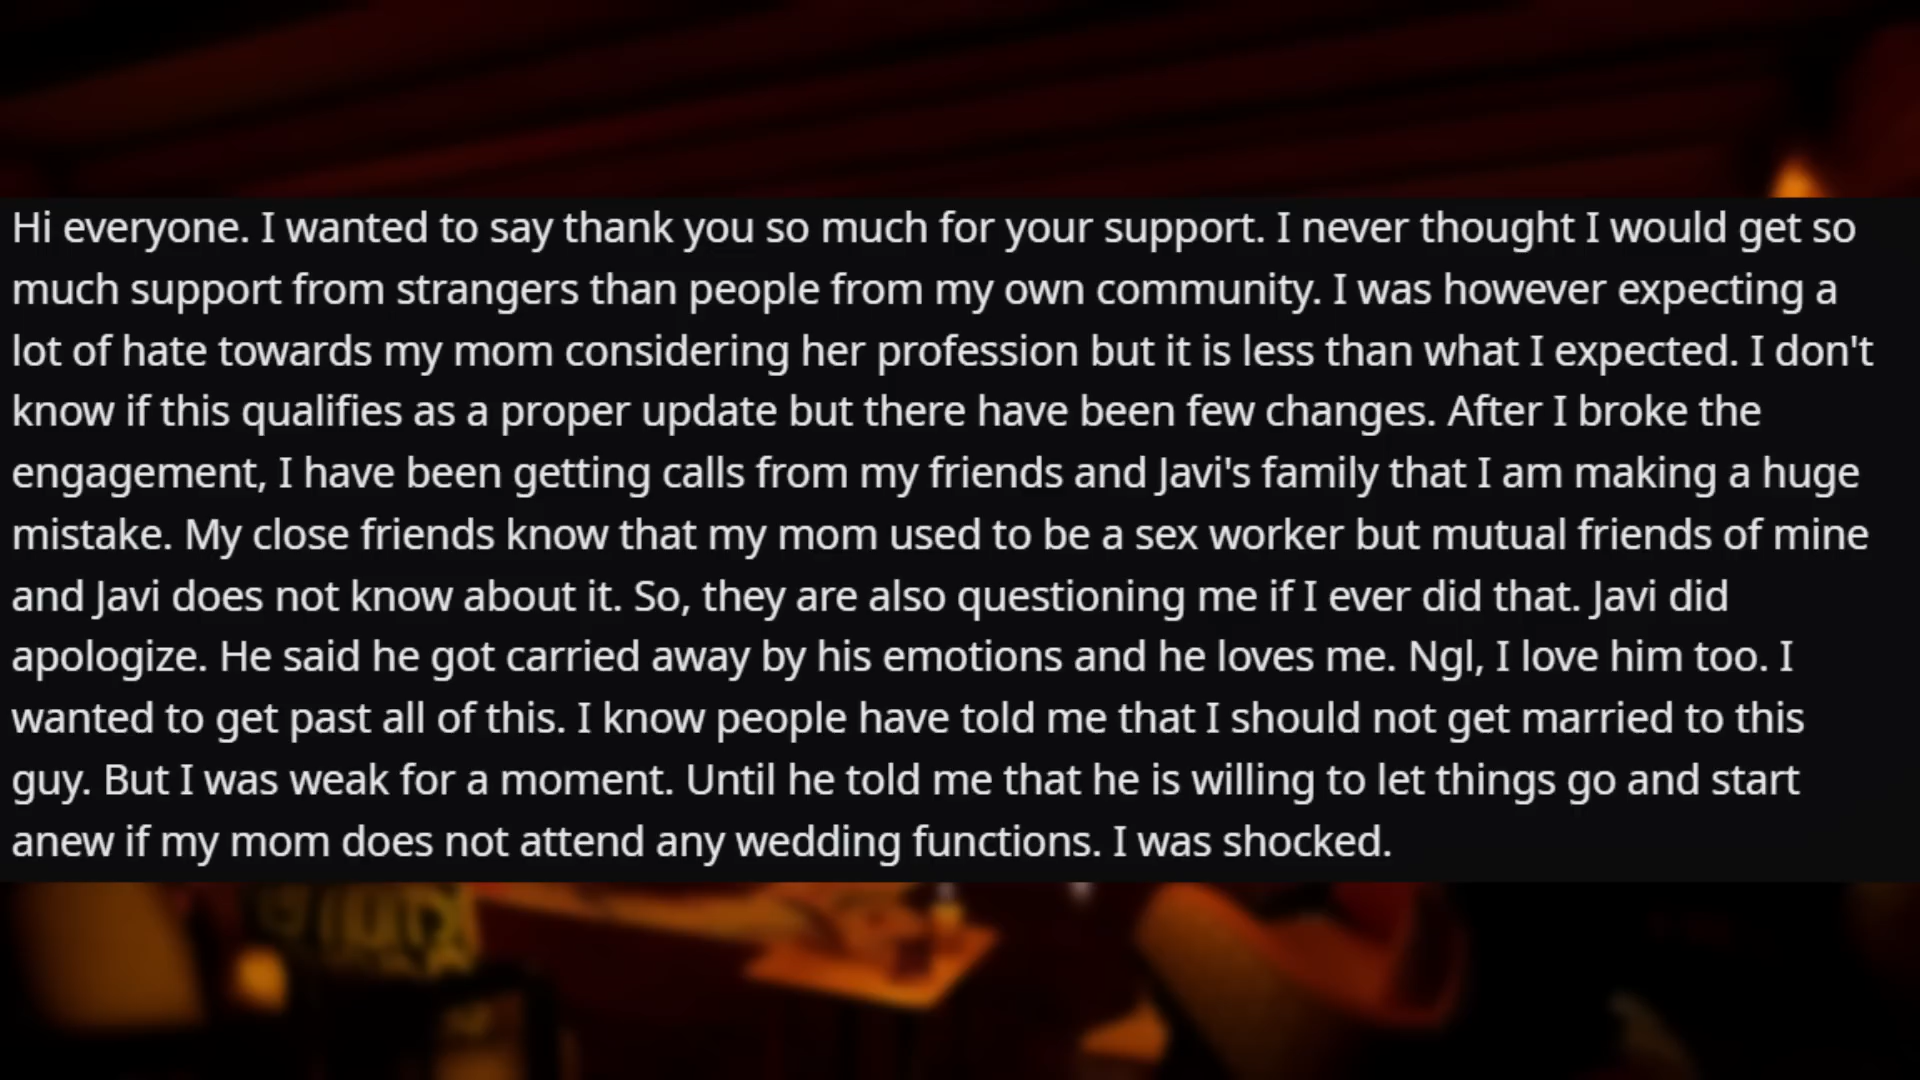 Hi everyone. I wanted to say thank you so much for your support. I never thought I would get so
much support from strangers than people from my own community. I was however expecting a
lot of hate towards my mom considering her profession but it is less than what I expected. I don't
know if this qualifies as a proper update but there have been few changes. After I broke the
engagement, I have been getting calls from my friends and Javi's family that I am making a huge
mistake. My close friends know that my mom used to be a sex worker but mutual friends of mine
and Javi does not know about it. So, they are also questioning me if I ever did that. Javi did
apologize. He said he got carried away by his emotions and he loves me. Ngl, I love him too. I
wanted to get past all of this. I know people have told me that I should not get married to this
guy. But I was weak for a moment. Until he told me that he is willing to let things go and start
anew if my mom does not attend any wedding functions. I was shocked.